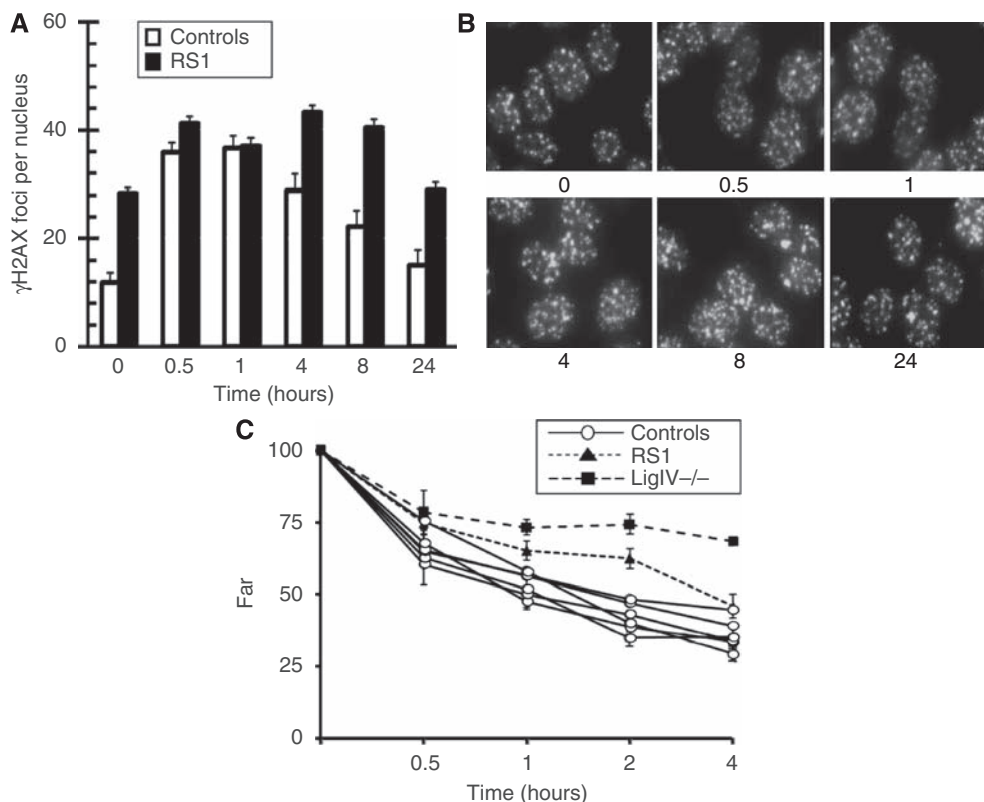 A
60
40
20
0
γH2AX foci per nucleus
Controls
RS1
0 0.5 1 4 8 24
Time (hours)
B
0 0.5 1
4 8 24
C
100
75
50
25
0
Far
Controls
RS1
LigIV–/–
0.5 1 2 4
Time (hours)